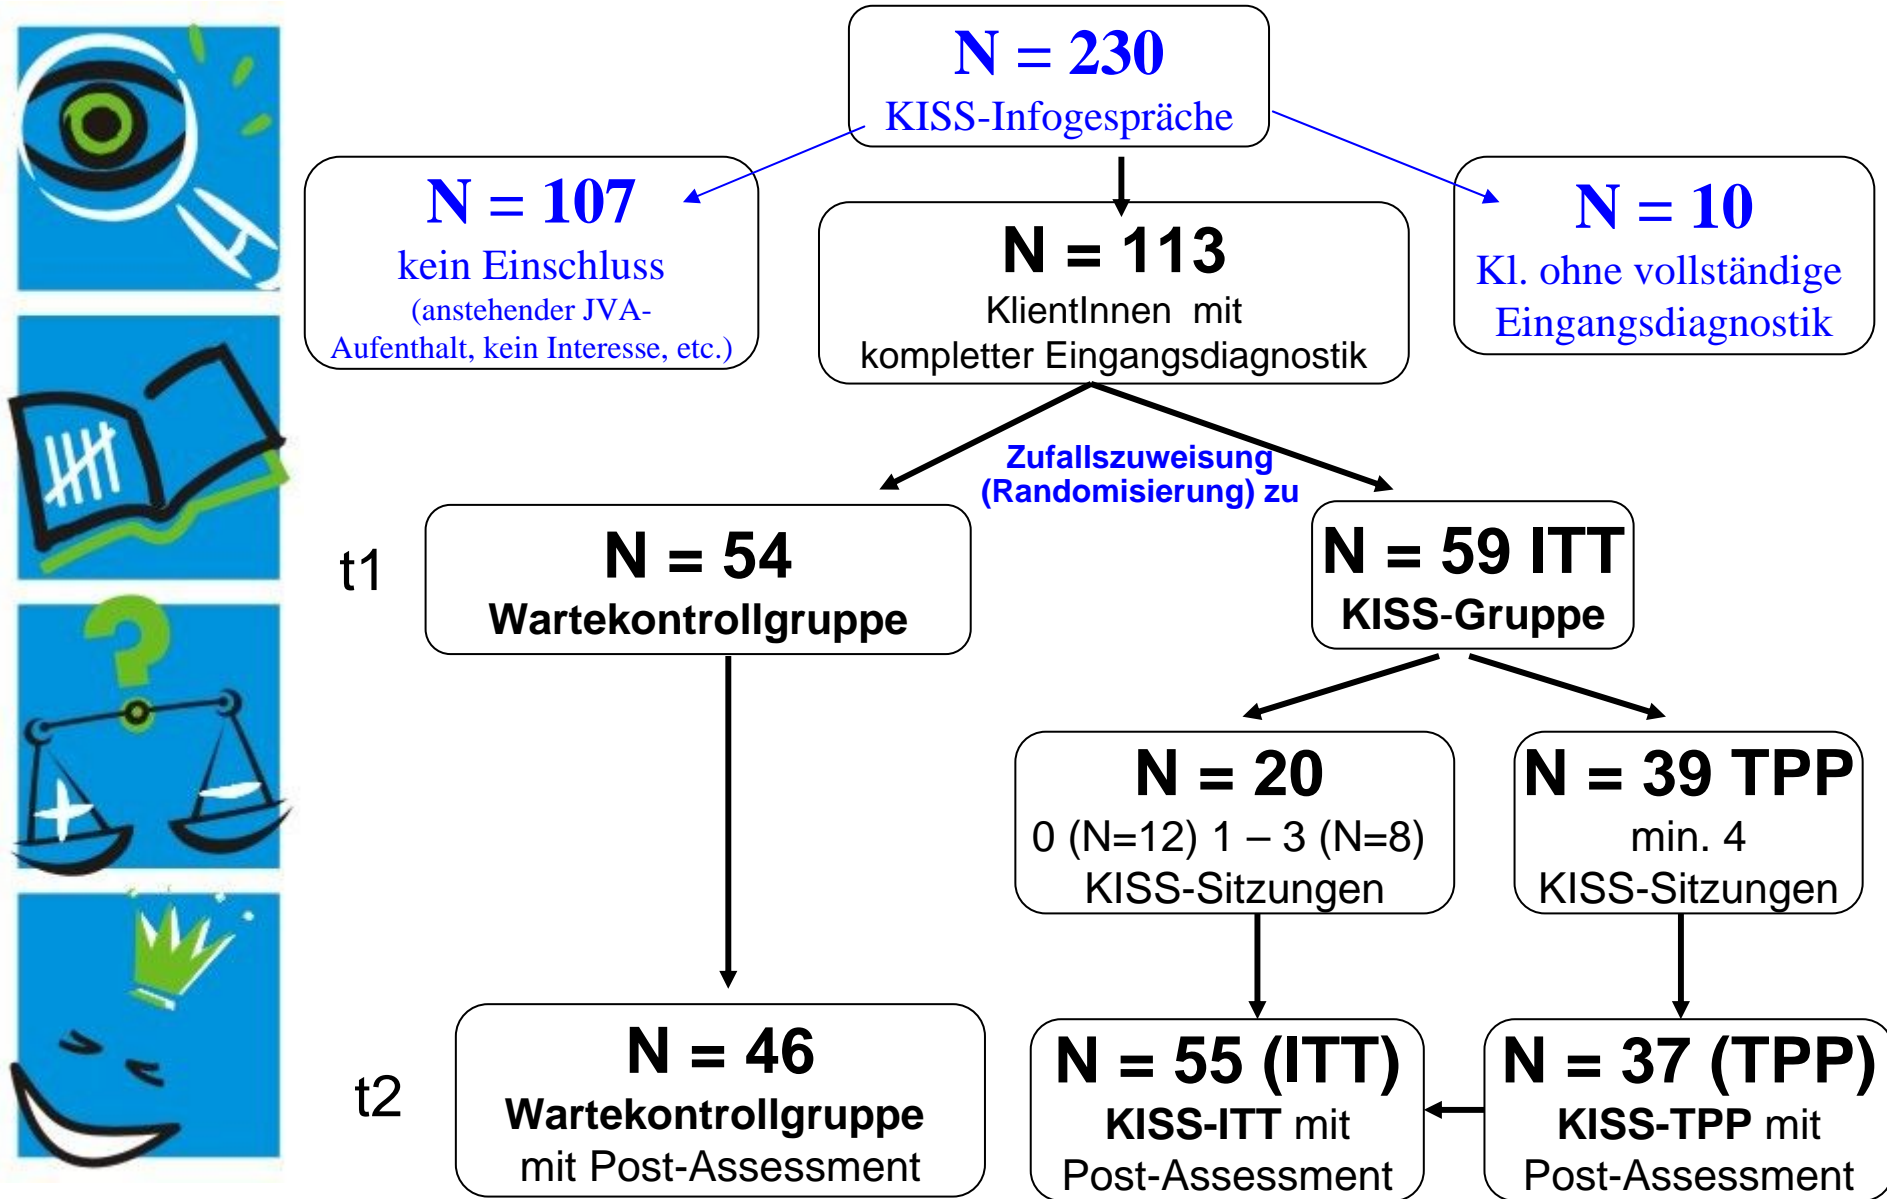 N = 230
KISS-Infogespräche
N = 107
kein Einschluss
(anstehender JVA-
Aufenthalt, kein Interesse, etc.)
N = 113
KlientInnen mit
kompletter Eingangsdiagnostik
N = 10
Kl. ohne vollständige
Eingangsdiagnostik
Zufallszuweisung
(Randomisierung) zu
t1
N = 54
Wartekontrollgruppe
N = 59 ITT
KISS-Gruppe
N = 20
0 (N=12) 1 – 3 (N=8)
KISS-Sitzungen
N = 39 TPP
min. 4
KISS-Sitzungen
t2
N = 46
Wartekontrollgruppe
mit Post-Assessment
N = 55 (ITT)
KISS-ITT mit
Post-Assessment
N = 37 (TPP)
KISS-TPP mit
Post-Assessment